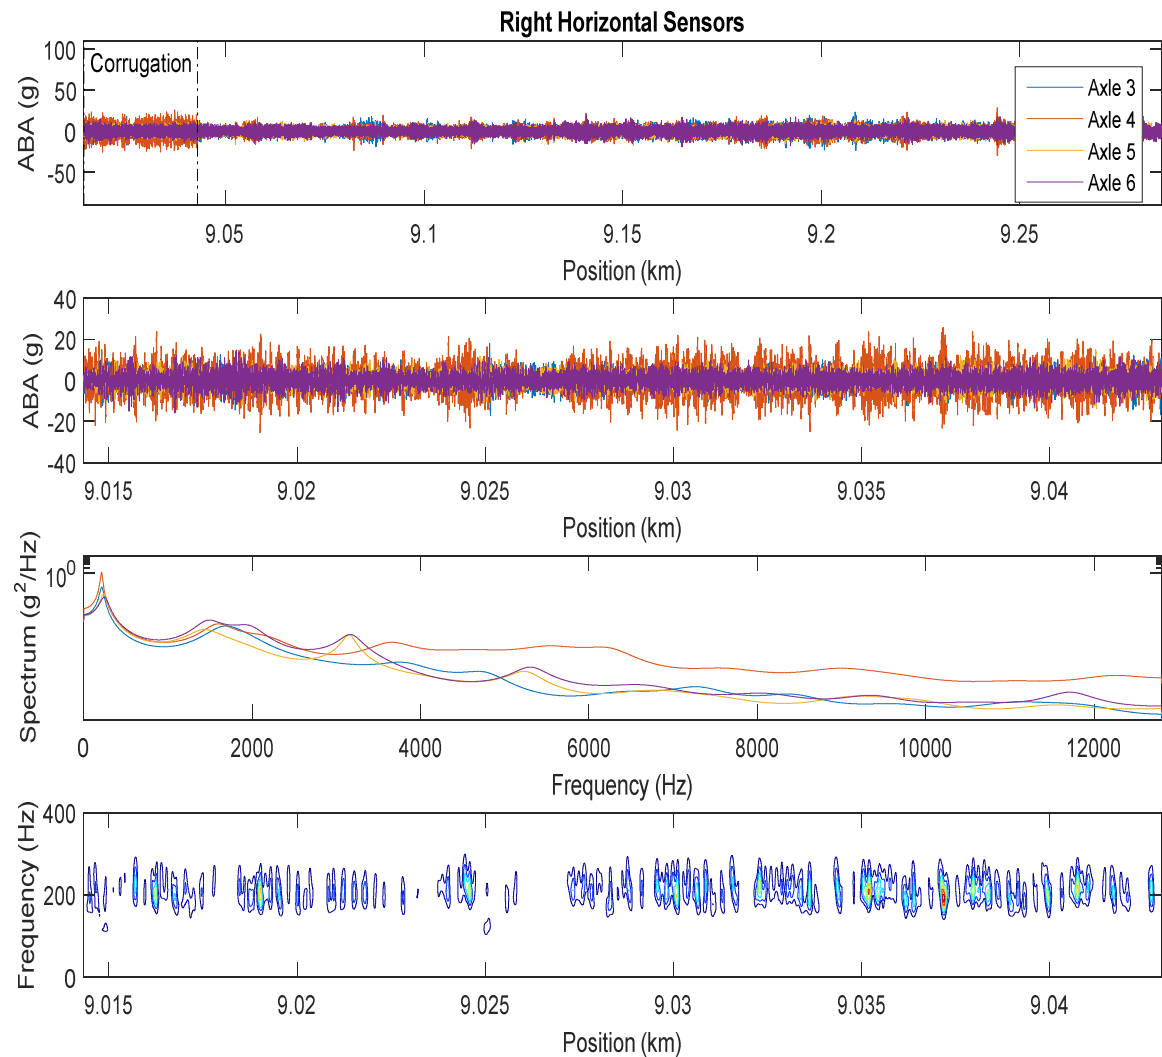 Right Horizontal Sensors
100
50
0
-50
ABA (g)
Corrugation
Axle 3
Axle 4
Axle 5
Axle 6
9.05 9.1 9.15 9.2 9.25
Position (km)
40
20
0
-20
-40
ABA (g)
9.015 9.02 9.025 9.03 9.035 9.04
Position (km)
10⁰
Spectrum (g²/Hz)
0 2000 4000 6000 8000 10000 12000
Frequency (Hz)
400
200
0
Frequency (Hz)
9.015 9.02 9.025 9.03 9.035 9.04
Position (km)